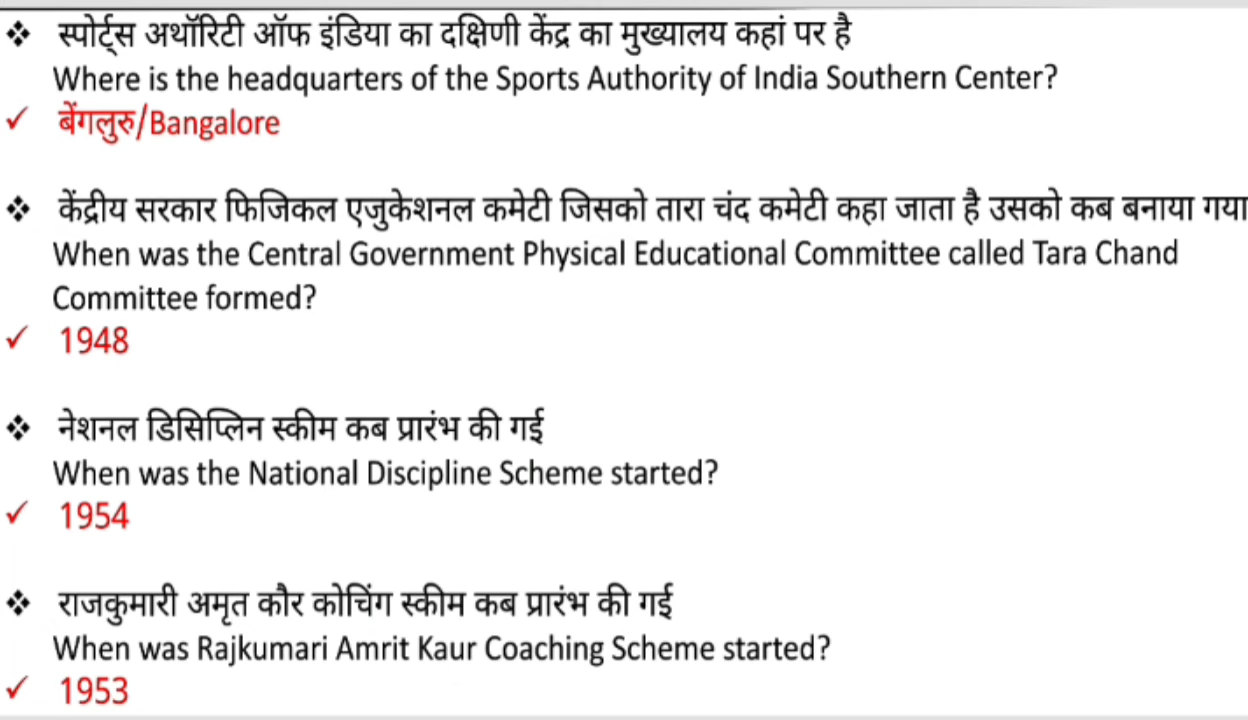 ❖ स्पोर्ट्स अथॉरिटी ऑफ इंडिया का दक्षिणी केंद्र का मुख्यालय कहां पर है
Where is the headquarters of the Sports Authority of India Southern Center?
✓ बेंगलुरु/Bangalore
❖ केंद्रीय सरकार फिजिकल एजुकेशनल कमेटी जिसको तारा चंद कमेटी कहा जाता है उसको कब बनाया गया
When was the Central Government Physical Educational Committee called Tara Chand
Committee formed?
✓ 1948
❖ नेशनल डिसिप्लिन स्कीम कब प्रारंभ की गई
When was the National Discipline Scheme started?
✓ 1954
❖ राजकुमारी अमृत कौर कोचिंग स्कीम कब प्रारंभ की गई
When was Rajkumari Amrit Kaur Coaching Scheme started?
✓ 1953